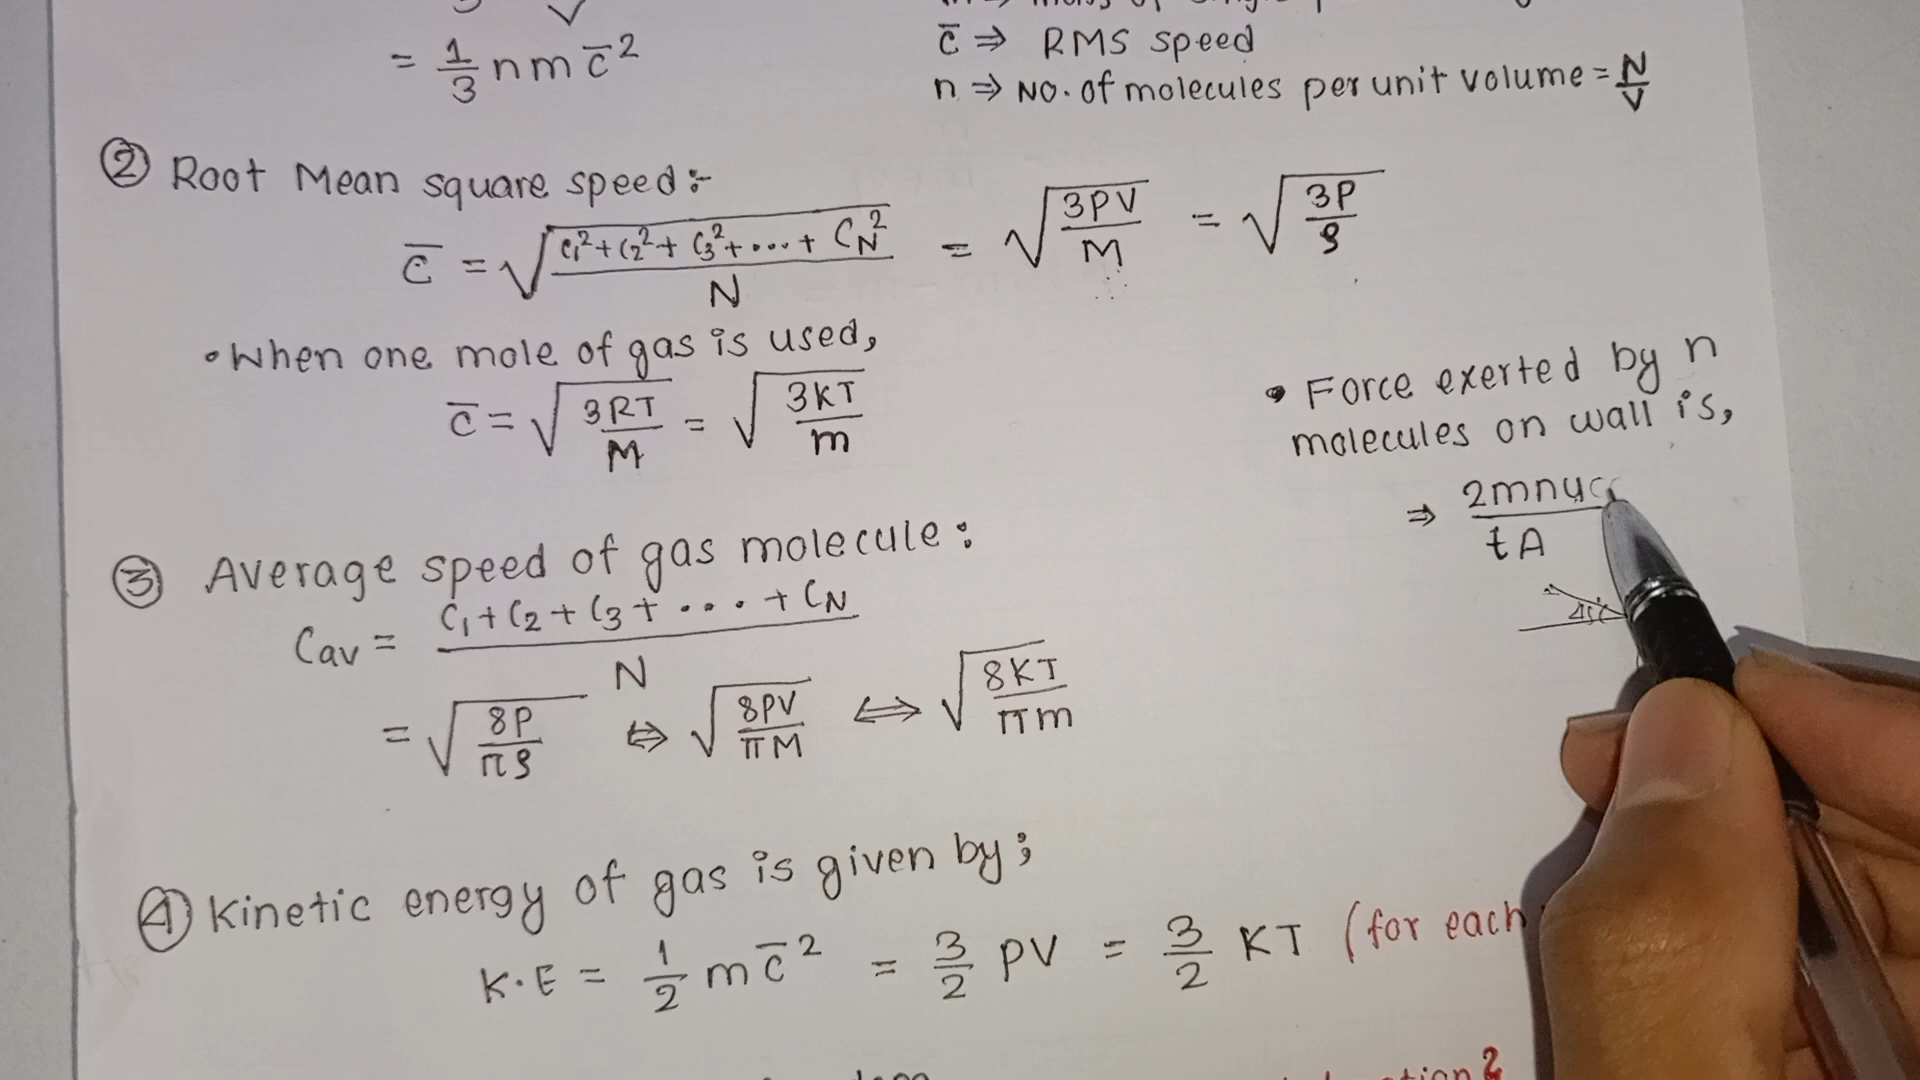 = 1/3 n m c̄²
c̄ ⇒ RMS speed
n ⇒ No. of molecules per unit volume = N/V
② Root Mean square speed :-
c̄ = √((c₁² + c₂² + c₃² + .... + C_N²)/N) = √(3PV/M) = √(3P/ρ)
• When one mole of gas is used,
c̄ = √(3RT/M) = √(3KT/m)
• Force exerted by n
molecules on wall is,
⇒ 2mnu/tA
45°
③ Average speed of gas molecule :
Cav = (C₁ + C₂ + C₃ + .... + C_N)/N
= √(8P/πρ) ⇔ √(8PV/πM) ⇔ √(8KT/πm)
④ Kinetic energy of gas is given by ;
K.E = 1/2 m c̄² = 3/2 PV = 3/2 KT (for each